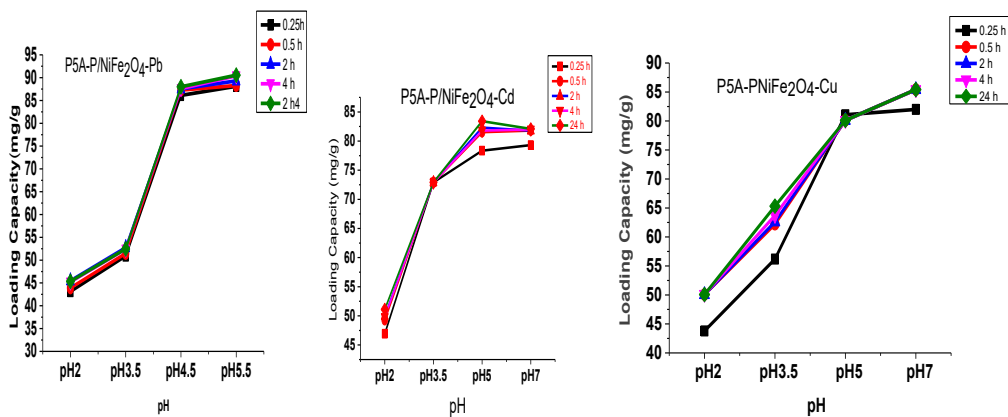 P5A-P/NiFe₂O₄-Pb
0.25h
0.5 h
2 h
4 h
2 h4
Loading Capacity(mg/g
95
90
85
80
75
70
65
60
55
50
45
40
35
30
pH2 pH3.5 pH4.5 pH5.5
pH
P5A-P/NiFe₂O₄-Cd
0.25h
0.5h
2 h
4 h
24 h
Loading Capacity (mg/g)
85
80
75
70
65
60
55
50
45
pH2 pH3.5 pH5 pH7
pH
P5A-PNiFe₂O₄-Cu
0.25 h
0.5 h
2 h
4 h
24 h
Loading Capacity (mg/g)
90
85
80
75
70
65
60
55
50
45
40
pH2 pH3.5 pH5 pH7
pH